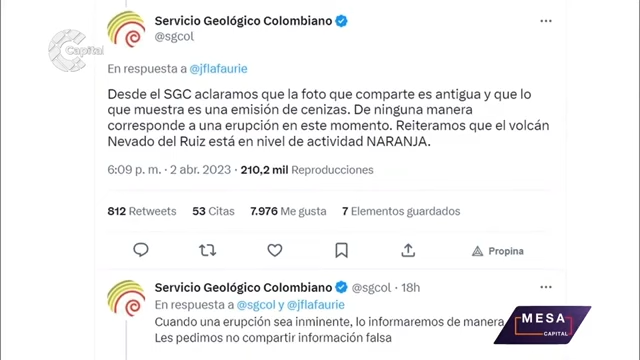 Capital
Servicio Geológico Colombiano
@sgcol
En respuesta a @jflafaurie
Desde el SGC aclaramos que la foto que comparte es antigua y que lo
que muestra es una emisión de cenizas. De ninguna manera
corresponde a una erupción en este momento. Reiteramos que el volcán
Nevado del Ruiz está en nivel de actividad NARANJA.
6:09 p. m. · 2 abr. 2023 · 210,2 mil Reproducciones
812 Retweets 53 Citas 7.976 Me gusta 7 Elementos guardados
Propina
Servicio Geológico Colombiano @sgcol · 18h
En respuesta a @sgcol y @jflafaurie
Cuando una erupción sea inminente, lo informaremos de manera
Les pedimos no compartir información falsa
MESA
CAPITAL